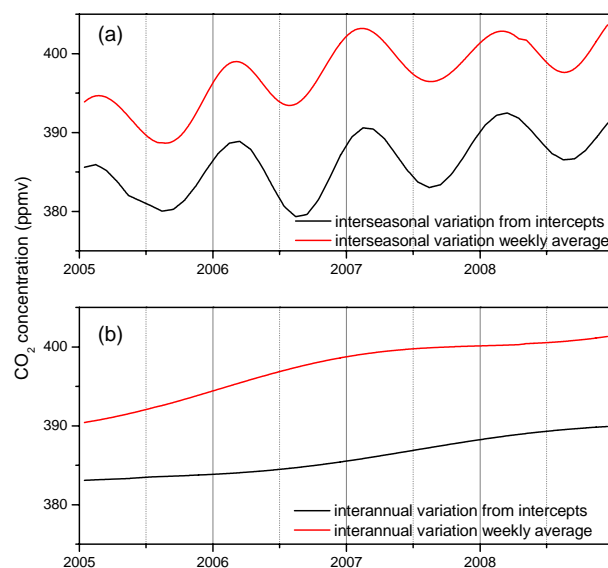 (a)
400
390
380
interseasonal variation from intercepts
interseasonal variation weekly average
2005 2006 2007 2008
CO2 concentration (ppmv)
(b)
400
390
380
interannual variation from intercepts
interannual variation weekly average
2005 2006 2007 2008